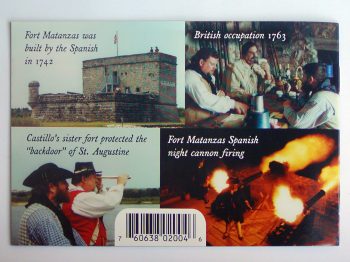 Fort Matanzas was
built by the Spanish
in 1742
British occupation 1763
Castillo's sister fort protected the
"backdoor" of St. Augustine
Fort Matanzas Spanish
night cannon firing
7 60638 02004 6